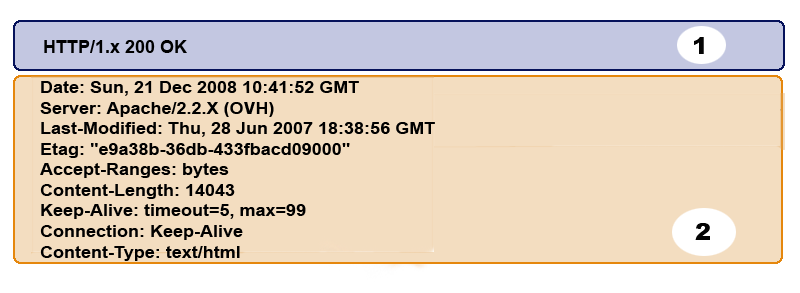 HTTP/1.x 200 OK
1
Date: Sun, 21 Dec 2008 10:41:52 GMT
Server: Apache/2.2.X (OVH)
Last-Modified: Thu, 28 Jun 2007 18:38:56 GMT
Etag: "e9a38b-36db-433fbacd09000"
Accept-Ranges: bytes
Content-Length: 14043
Keep-Alive: timeout=5, max=99
Connection: Keep-Alive
Content-Type: text/html
2